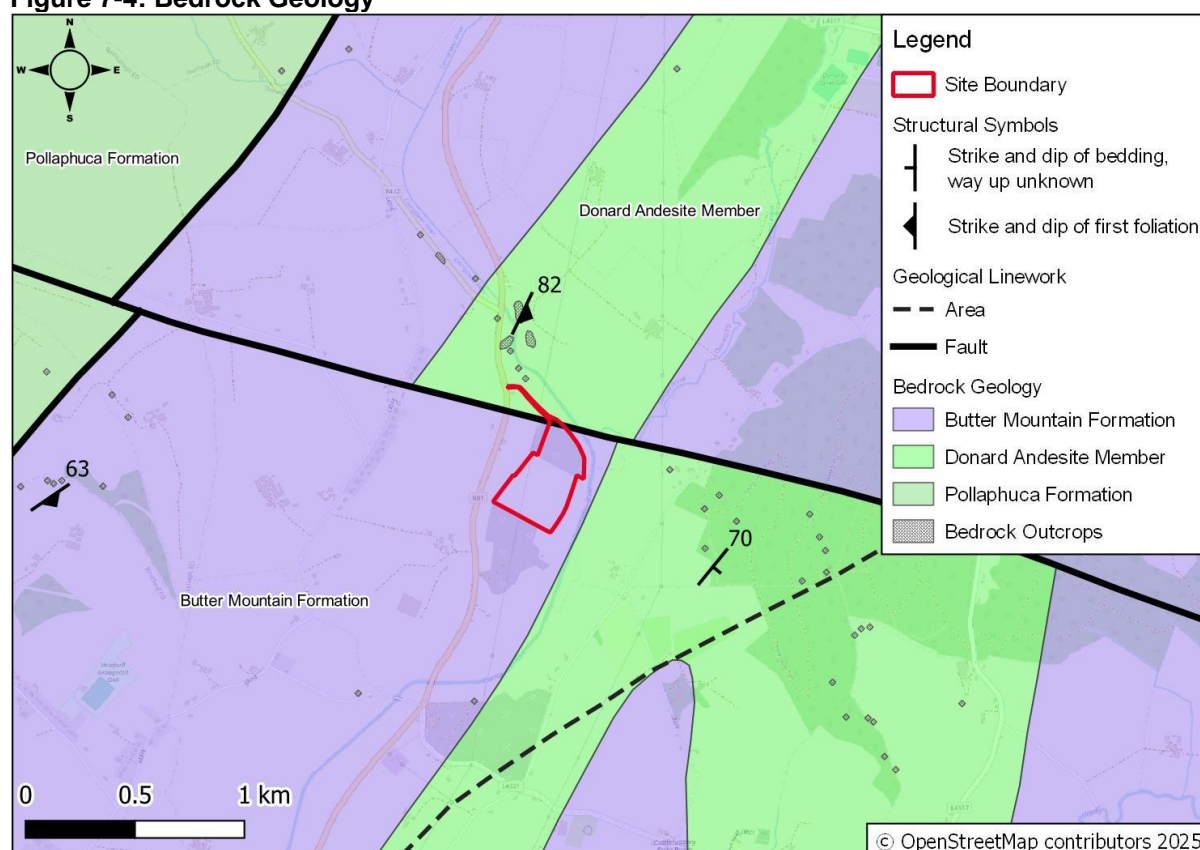 Figure 7-4: Bedrock Geology
N
W
E
S
Pollaphuca Formation
Donard Andesite Member
82
63
70
N81
Butter Mountain Formation
0 0.5 1 km
Legend
Site Boundary
Structural Symbols
Strike and dip of bedding,
way up unknown
Strike and dip of first foliation
Geological Linework
Area
Fault
Bedrock Geology
Butter Mountain Formation
Donard Andesite Member
Pollaphuca Formation
Bedrock Outcrops
© OpenStreetMap contributors 2025